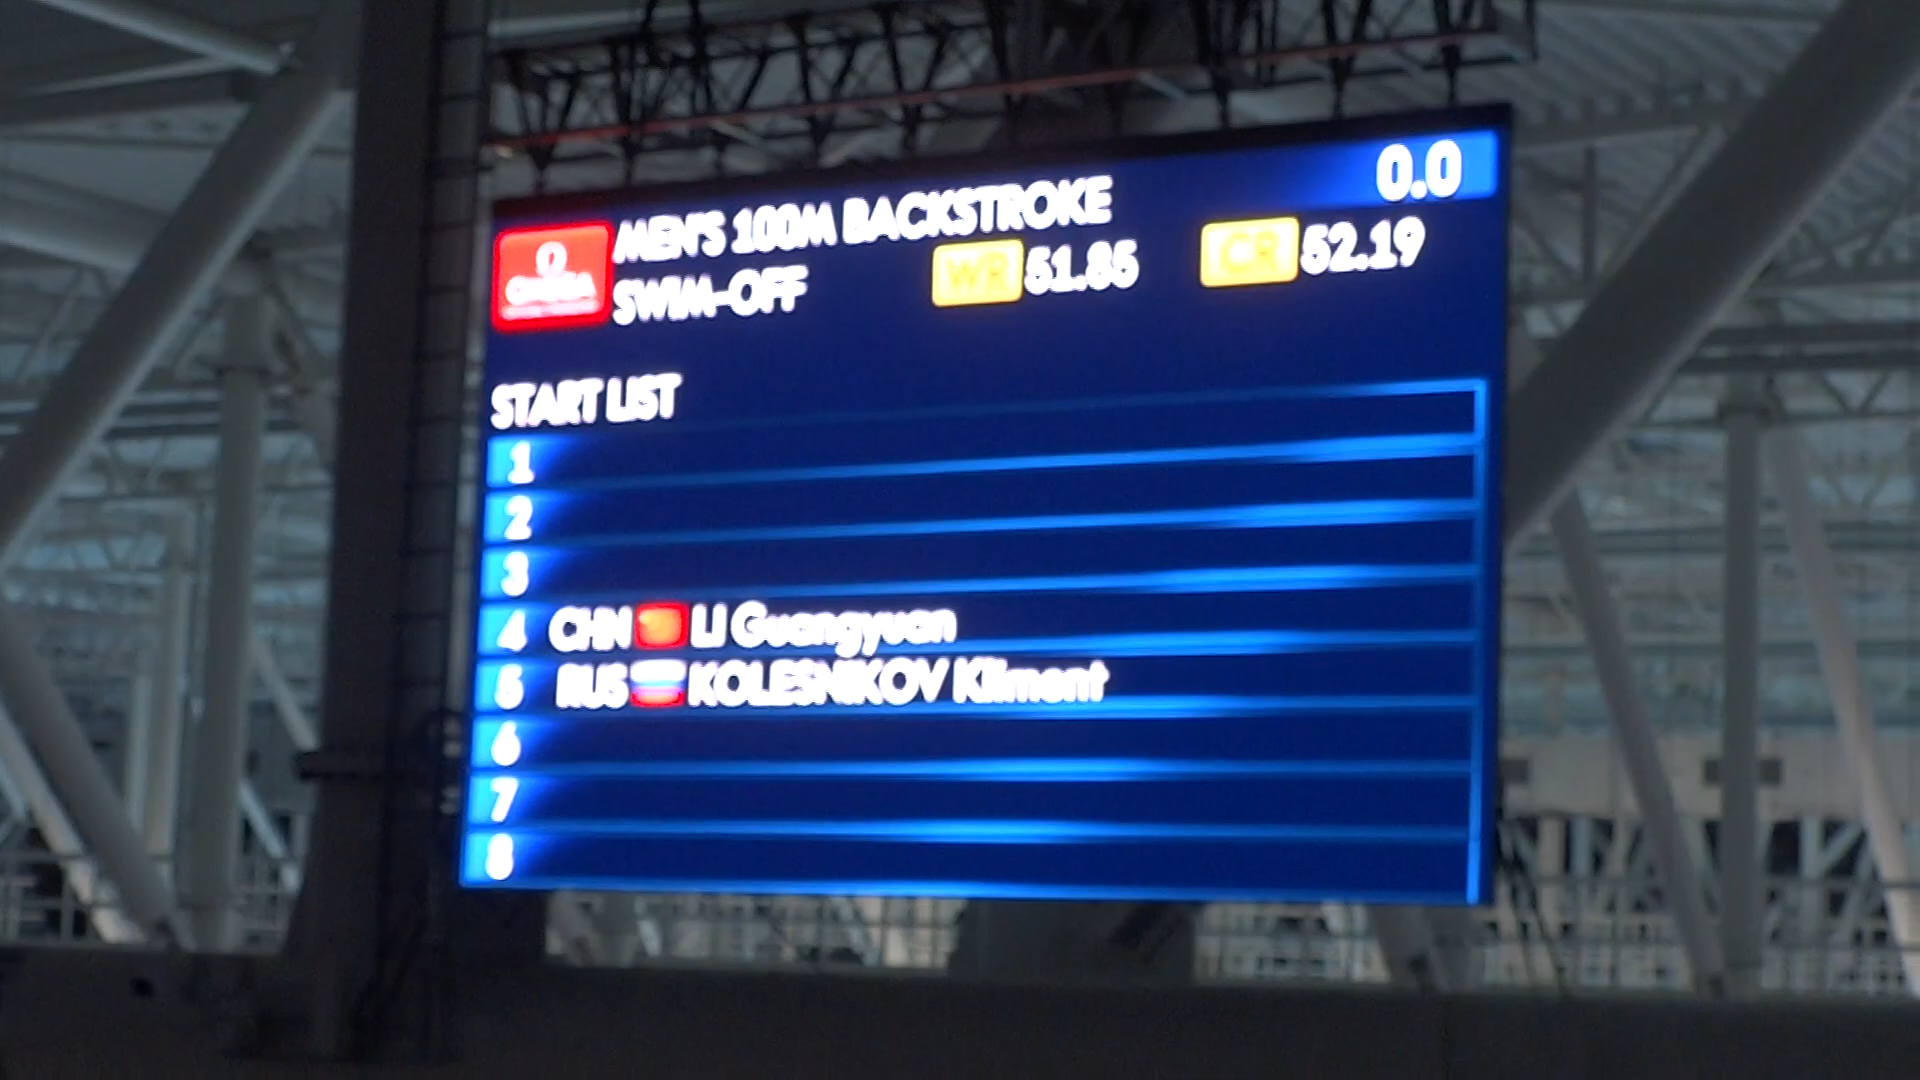 0.0
MEN'S 100M BACKSTROKE
SWIM-OFF WR 51.85 CR 52.19
OMEGA
START LIST
1
2
3
4 CHN LI Guangyuan
5 RUS KOLESNIKOV Kliment
6
7
8